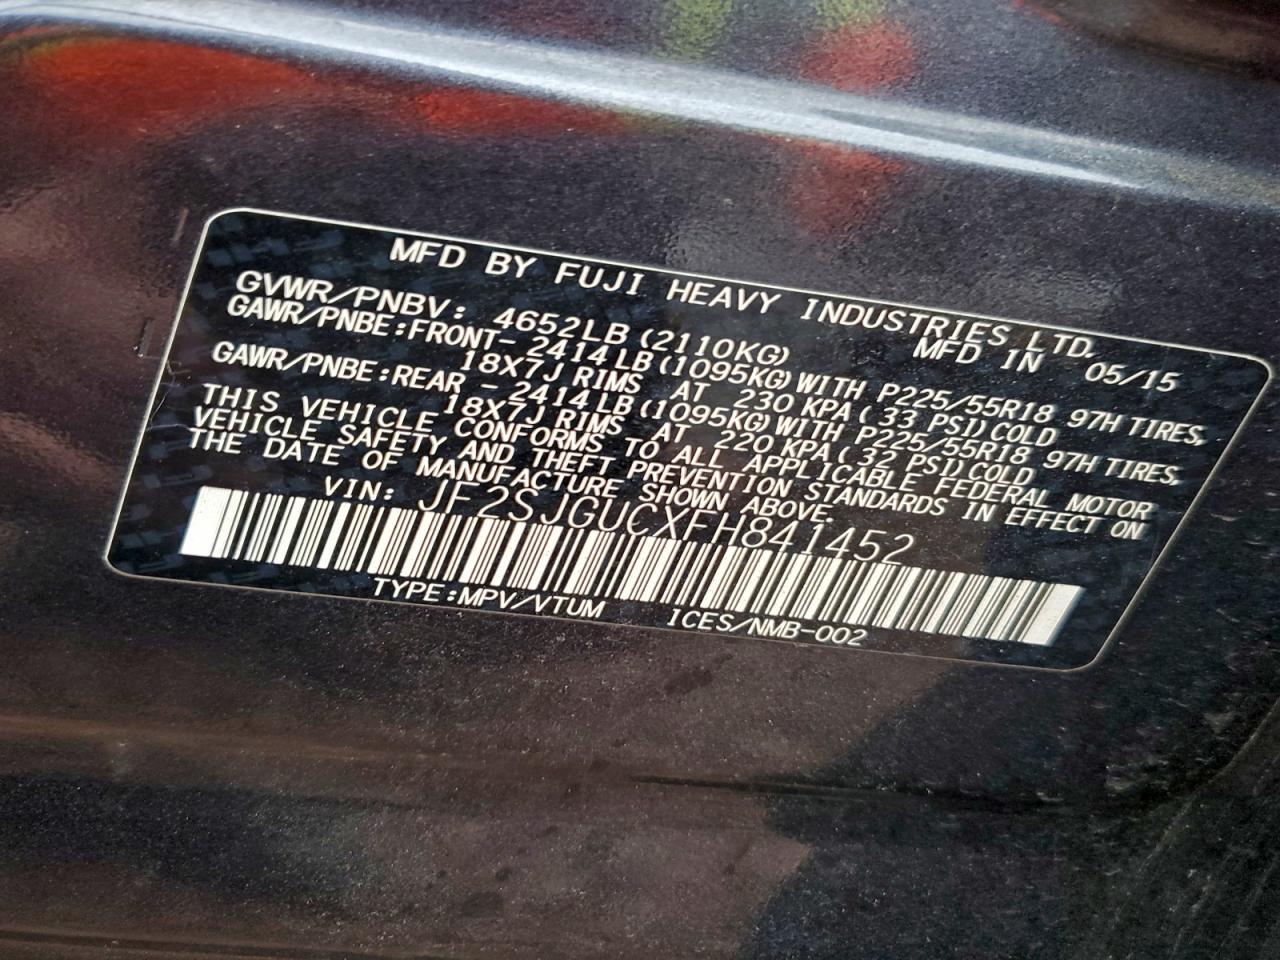 MFD BY FUJI HEAVY INDUSTRIES LTD.
GVWR/PNBV: 4652LB(2110KG) MFD IN 05/15
GAWR/PNBE:FRONT- 2414LB(1095KG)WITH P225/55R18 97H TIRES,
18X7J RIMS AT 230 KPA(33 PSI)COLD
GAWR/PNBE:REAR - 2414LB(1095KG)WITH P225/55R18 97H TIRES,
18X7J RIMS AT 220 KPA(32 PSI)COLD
THIS VEHICLE CONFORMS TO ALL APPLICABLE FEDERAL MOTOR
VEHICLE SAFETY AND THEFT PREVENTION STANDARDS IN EFFECT ON
THE DATE OF MANUFACTURE SHOWN ABOVE.
VIN: JF2SJGUCXFH841452
TYPE:MPV/VTUM ICES/NMB-002